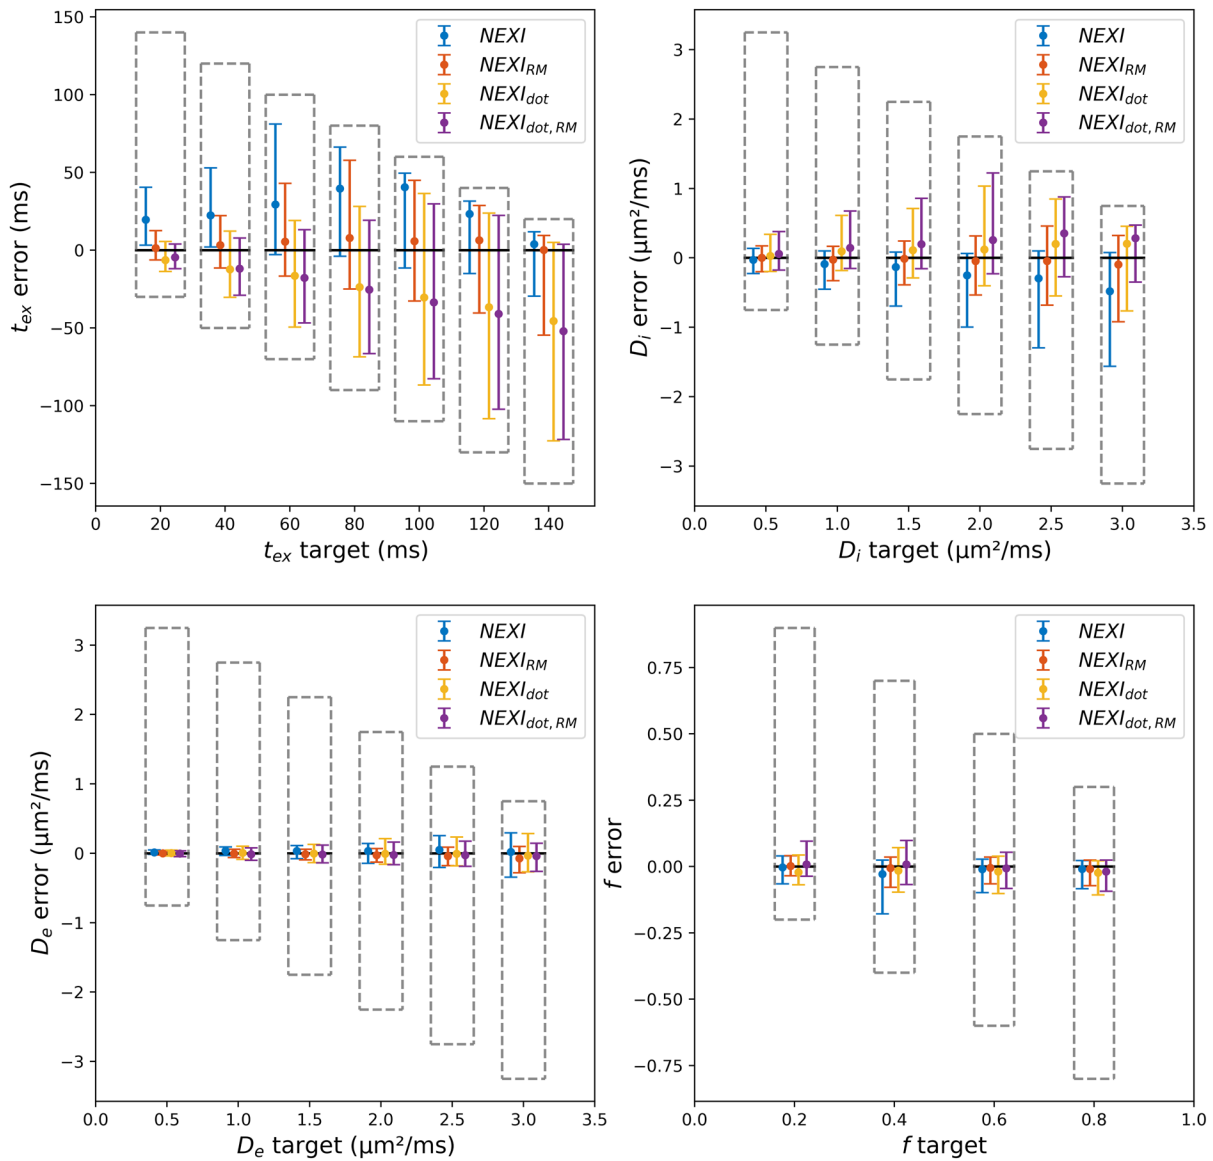 150
100
50
0
−50
−100
−150
t_ex error (ms)
0
20
40
60
80
100
120
140
t_ex target (ms)
NEXI
NEXI_RM
NEXI_dot
NEXI_dot, RM
3
2
1
0
−1
−2
−3
D_i error (μm²/ms)
0.0
0.5
1.0
1.5
2.0
2.5
3.0
3.5
D_i target (μm²/ms)
NEXI
NEXI_RM
NEXI_dot
NEXI_dot, RM
3
2
1
0
−1
−2
−3
D_e error (μm²/ms)
0.0
0.5
1.0
1.5
2.0
2.5
3.0
3.5
D_e target (μm²/ms)
NEXI
NEXI_RM
NEXI_dot
NEXI_dot, RM
0.75
0.50
0.25
0.00
−0.25
−0.50
−0.75
f error
0.0
0.2
0.4
0.6
0.8
1.0
f target
NEXI
NEXI_RM
NEXI_dot
NEXI_dot, RM